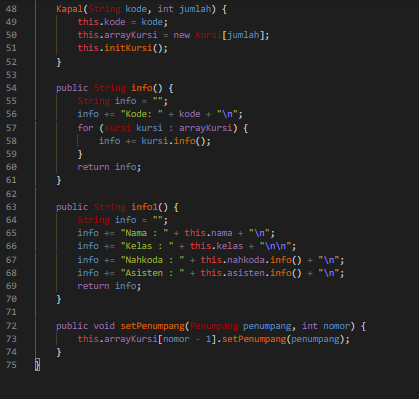 48 Kapal(String kode, int jumlah) {
49 this.kode = kode;
50 this.arrayKursi = new Kursi[jumlah];
51 this.initKursi();
52 }
53
54 public String info() {
55 String info = "";
56 info += "Kode: " + kode + "\n";
57 for (Kursi kursi : arrayKursi) {
58 info += kursi.info();
59 }
60 return info;
61 }
62
63 public String info1() {
64 String info = "";
65 info += "Nama : " + this.nama + "\n";
66 info += "Kelas : " + this.kelas + "\n\n";
67 info += "Nahkoda : " + this.nahkoda.info() + "\n";
68 info += "Asisten : " + this.asisten.info() + "\n";
69 return info;
70 }
71
72 public void setPenumpang(Penumpang penumpang, int nomor) {
73 this.arrayKursi[nomor - 1].setPenumpang(penumpang);
74 }
75 }